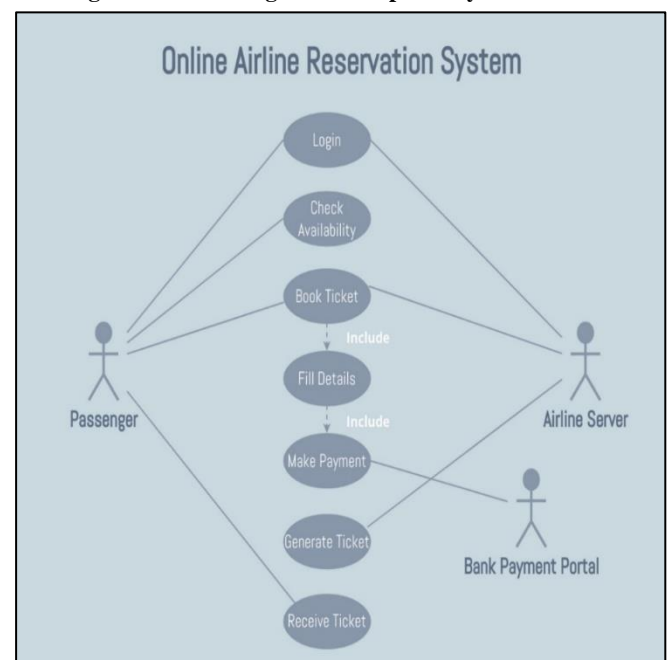 Online Airline Reservation System
Login
Check
Availability
Book Ticket
Include
Fill Details
Passenger
Airline Server
Include
Make Payment
Generate Ticket
Bank Payment Portal
Receive Ticket